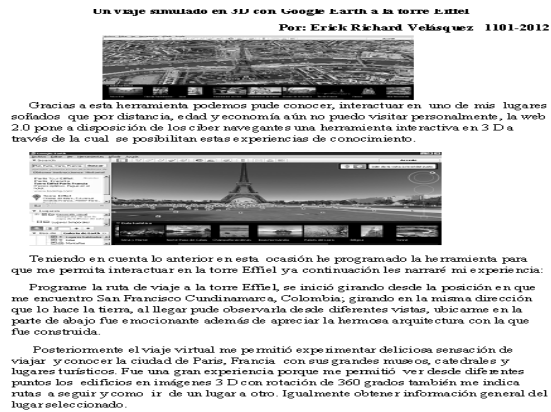 Un viaje simulado en 3D con Google Earth a la torre Eiffel
Por: Erick Richard Velásquez 1101-2012
Gracias a esta herramienta podemos pude conocer, interactuar en uno de mis lugares
soñados que por distancia, edad y economía aún no puedo visitar personalmente, la web
2.0 pone a disposición de los ciber navegantes una herramienta interactiva en 3 D a
través de la cual se posibilitan estas experiencias de conocimiento.
Teniendo en cuenta lo anterior en esta ocasión he programado la herramienta para
que me permita interactuar en la torre Effiel y a continuación les narraré mi experiencia:
Programe la ruta de viaje a la torre Eiffel, se inició girando desde la posición en que
me encuentro San Francisco Cundinamarca, Colombia; girando en la misma dirección
que lo hace la tierra, al llegar pude observarla desde diferentes vistas, ubicarme en la
parte de abajo fue emocionante además de apreciar la hermosa arquitectura con la que
fue construida.
Posteriormente el viaje virtual me permitió experimentar deliciosa sensación de
viajar y conocer la ciudad de París, Francia con sus grandes museos, catedrales y
lugares turísticos. Fue una gran experiencia porque me permitió ver desde diferentes
puntos los edificios en imágenes 3 D con rotación de 360 grados también me indica
rutas a seguir y como ir de un lugar a otro. Igualmente obtener información general del
lugar seleccionado.